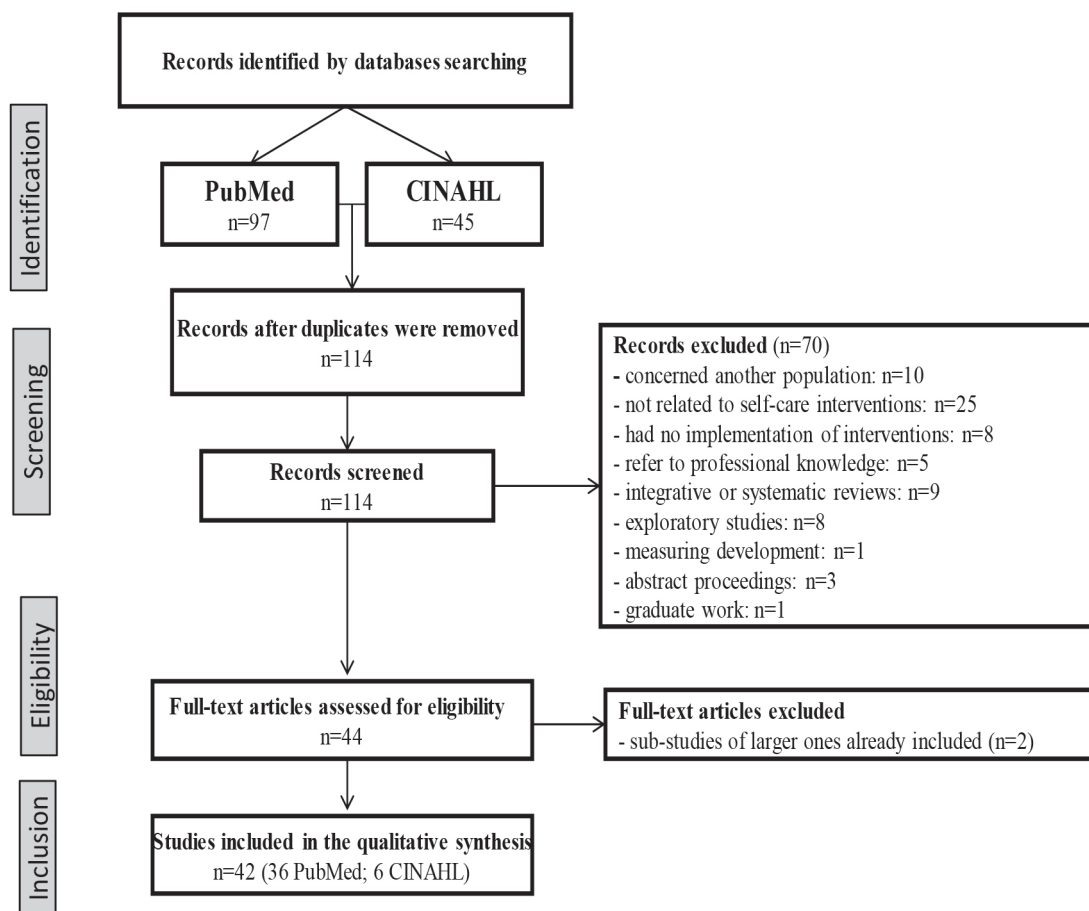 Records identified by databases searching
Identification
PubMed
n=97
CINAHL
n=45
Records after duplicates were removed
n=114
Screening
Records screened
n=114
Records excluded (n=70)
- concerned another population: n=10
- not related to self-care interventions: n=25
- had no implementation of interventions: n=8
- refer to professional knowledge: n=5
- integrative or systematic reviews: n=9
- exploratory studies: n=8
- measuring development: n=1
- abstract proceedings: n=3
- graduate work: n=1
Eligibility
Full-text articles assessed for eligibility
n=44
Full-text articles excluded
- sub-studies of larger ones already included (n=2)
Inclusion
Studies included in the qualitative synthesis
n=42 (36 PubMed; 6 CINAHL)